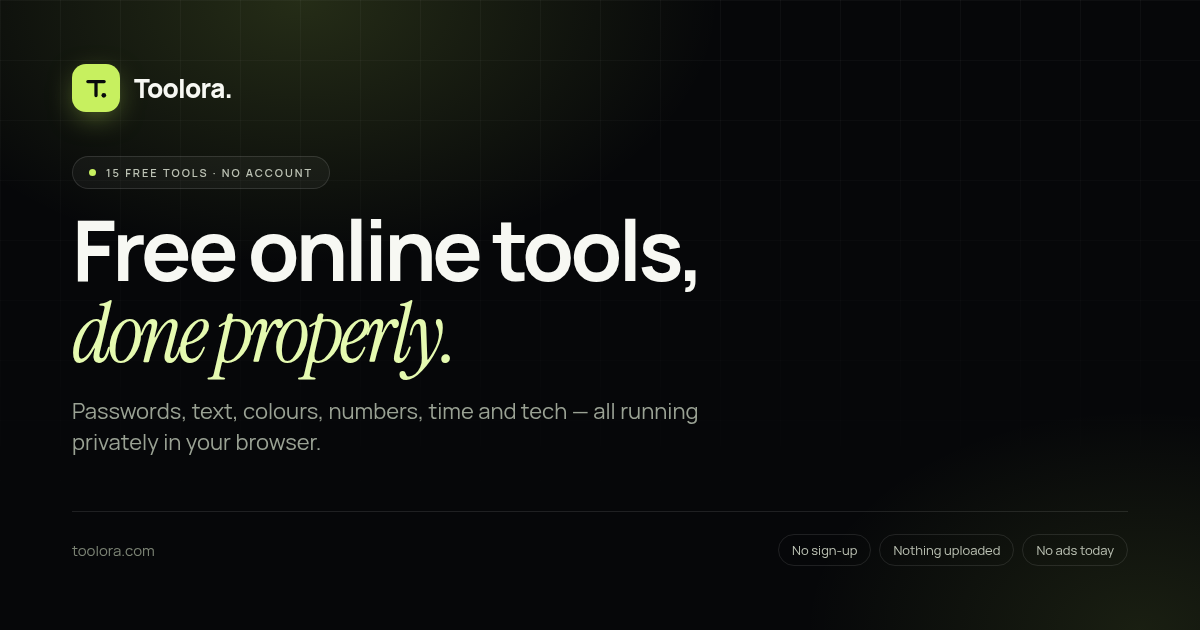 T.
Toolora.
15 FREE TOOLS · NO ACCOUNT
Free online tools,
done properly.
Passwords, text, colours, numbers, time and tech — all running
privately in your browser.
toolora.com
No sign-up
Nothing uploaded
No ads today